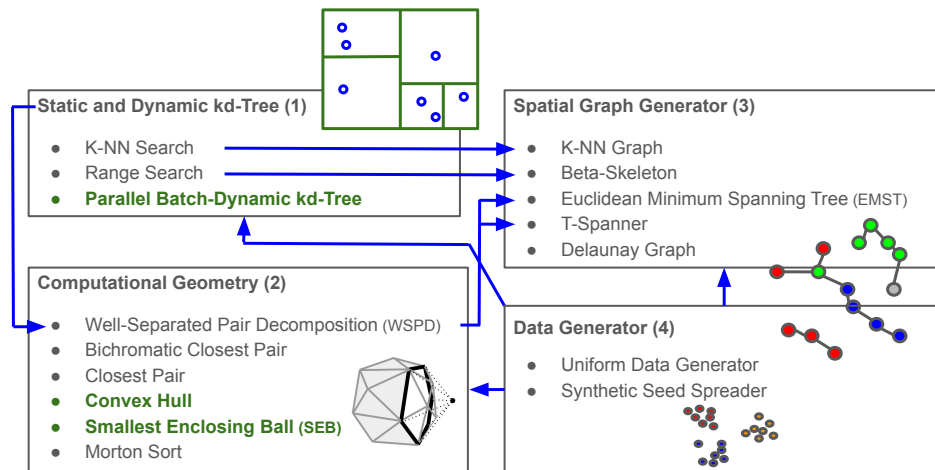 Static and Dynamic kd-Tree (1)
K-NN Search
Range Search
Parallel Batch-Dynamic kd-Tree
Spatial Graph Generator (3)
K-NN Graph
Beta-Skeleton
Euclidean Minimum Spanning Tree (EMST)
T-Spanner
Delaunay Graph
Computational Geometry (2)
Well-Separated Pair Decomposition (WSPD)
Bichromatic Closest Pair
Closest Pair
Convex Hull
Smallest Enclosing Ball (SEB)
Morton Sort
Data Generator (4)
Uniform Data Generator
Synthetic Seed Spreader